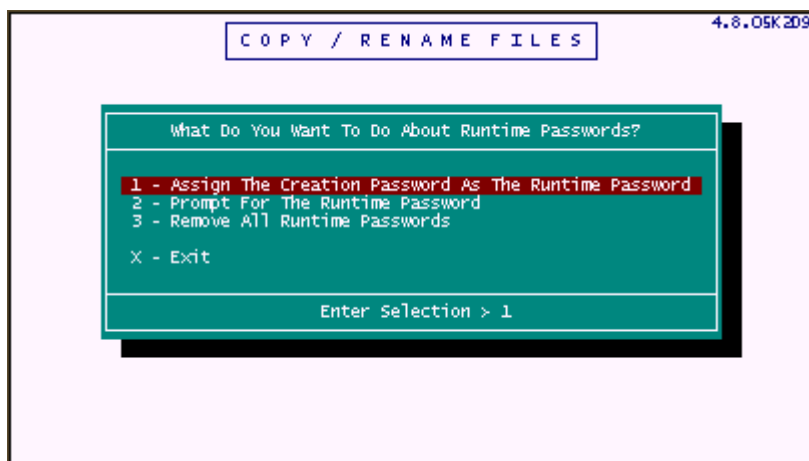 4.8.05K2D9
COPY / RENAME FILES
What Do You Want To Do About Runtime Passwords?
1 - Assign The Creation Password As The Runtime Password
2 - Prompt For The Runtime Password
3 - Remove All Runtime Passwords
X - Exit
Enter Selection > 1